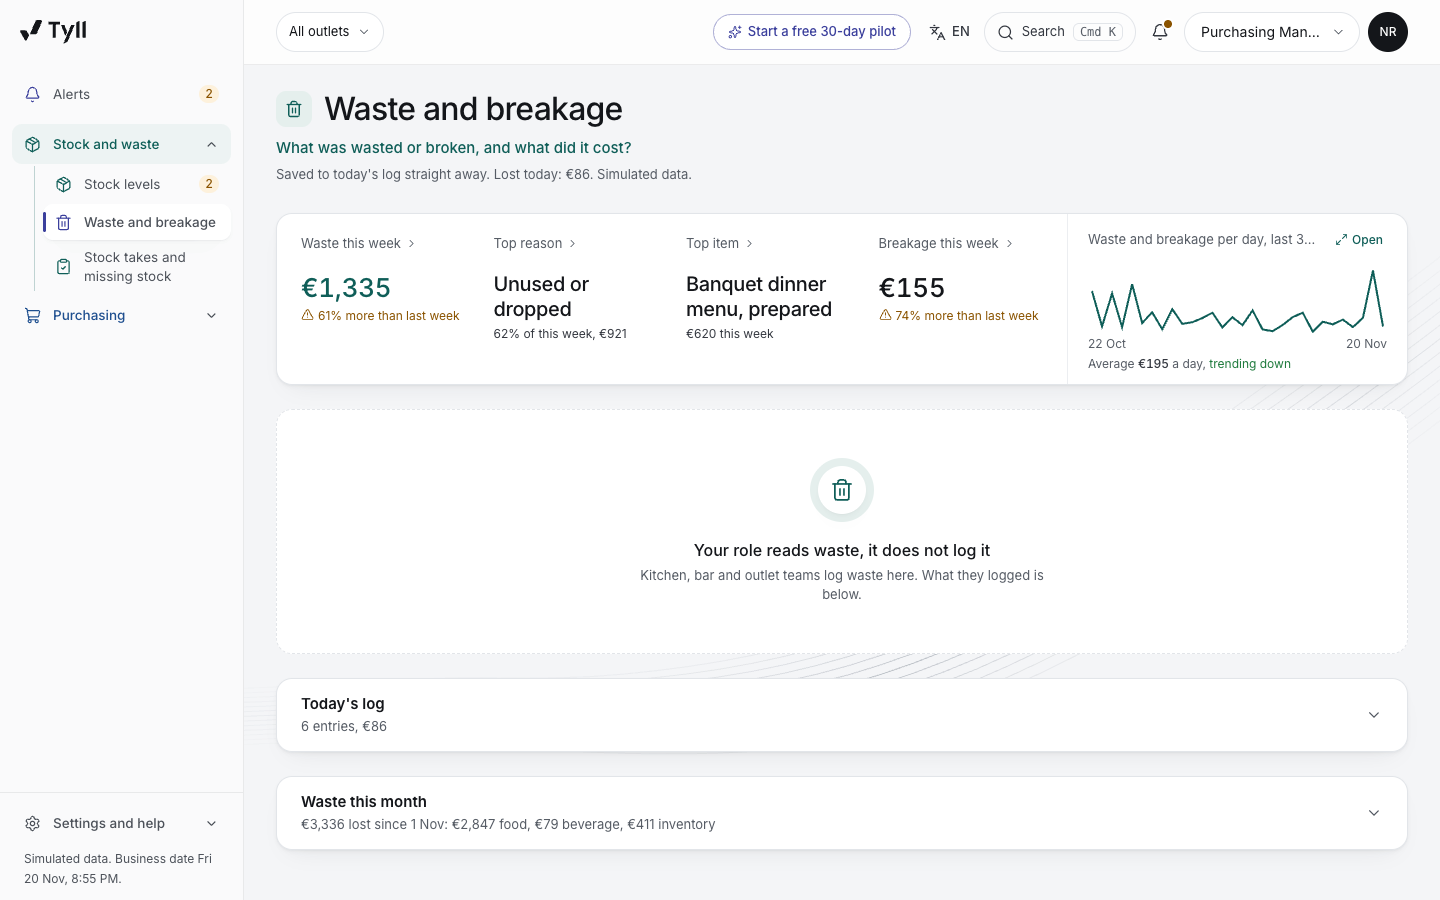 Tyll
All outlets
Start a free 30-day pilot
EN
Search
Cmd K
Purchasing Man...
NR
Alerts
2
Stock and waste
Stock levels
2
Waste and breakage
Stock takes and
missing stock
Purchasing
Settings and help
Simulated data. Business date Fri
20 Nov, 8:55 PM.
Waste and breakage
What was wasted or broken, and what did it cost?
Saved to today's log straight away. Lost today: €86. Simulated data.
Waste this week
€1,335
61% more than last week
Top reason
Unused or
dropped
62% of this week, €921
Top item
Banquet dinner
menu, prepared
€620 this week
Breakage this week
€155
74% more than last week
Waste and breakage per day, last 3...
Open
22 Oct
20 Nov
Average €195 a day, trending down
Your role reads waste, it does not log it
Kitchen, bar and outlet teams log waste here. What they logged is
below.
Today's log
6 entries, €86
Waste this month
€3,336 lost since 1 Nov: €2,847 food, €79 beverage, €411 inventory